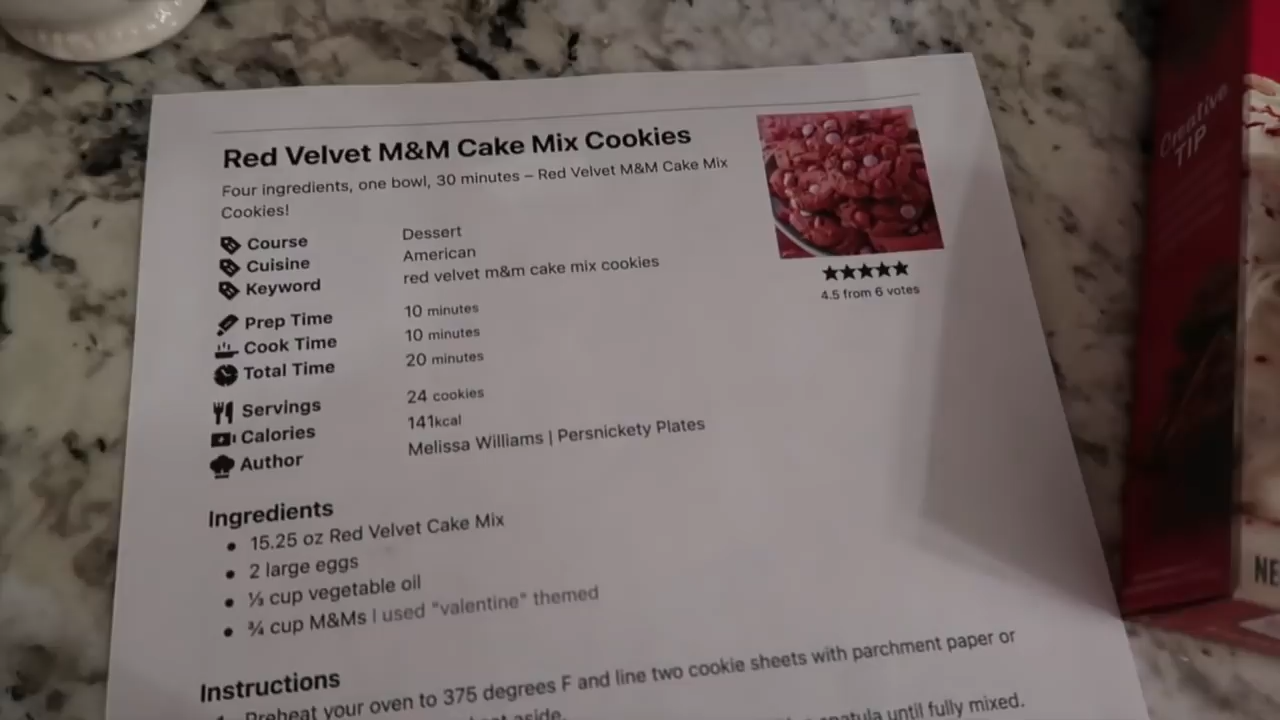 Red Velvet M&M Cake Mix Cookies
Four ingredients, one bowl, 30 minutes – Red Velvet M&M Cake Mix
Cookies!
Course Dessert
Cuisine American
Keyword red velvet m&m cake mix cookies
Prep Time 10 minutes
Cook Time 10 minutes
Total Time 20 minutes
Servings 24 cookies
Calories 141kcal
Author Melissa Williams | Persnickety Plates
★★★★★
4.5 from 6 votes
Ingredients
• 15.25 oz Red Velvet Cake Mix
• 2 large eggs
• ⅓ cup vegetable oil
• ¾ cup M&Ms I used "valentine" themed
Instructions
1. Preheat your oven to 375 degrees F and line two cookie sheets with parchment paper or
aside.
until fully mixed.
Creative
TIP
NE